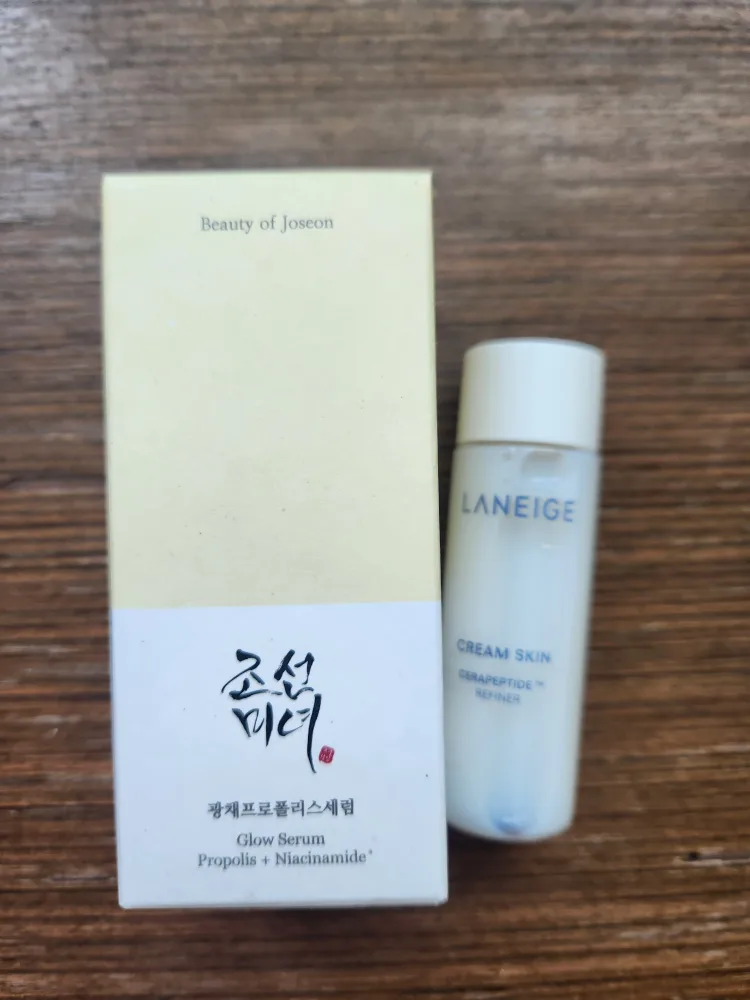 Beauty of Joseon
조선
미녀
광채프로폴리스세럼
Glow Serum
Propolis + Niacinamide*
LANEIGE
CREAM SKIN
CERAPEPTIDE™
REFINER